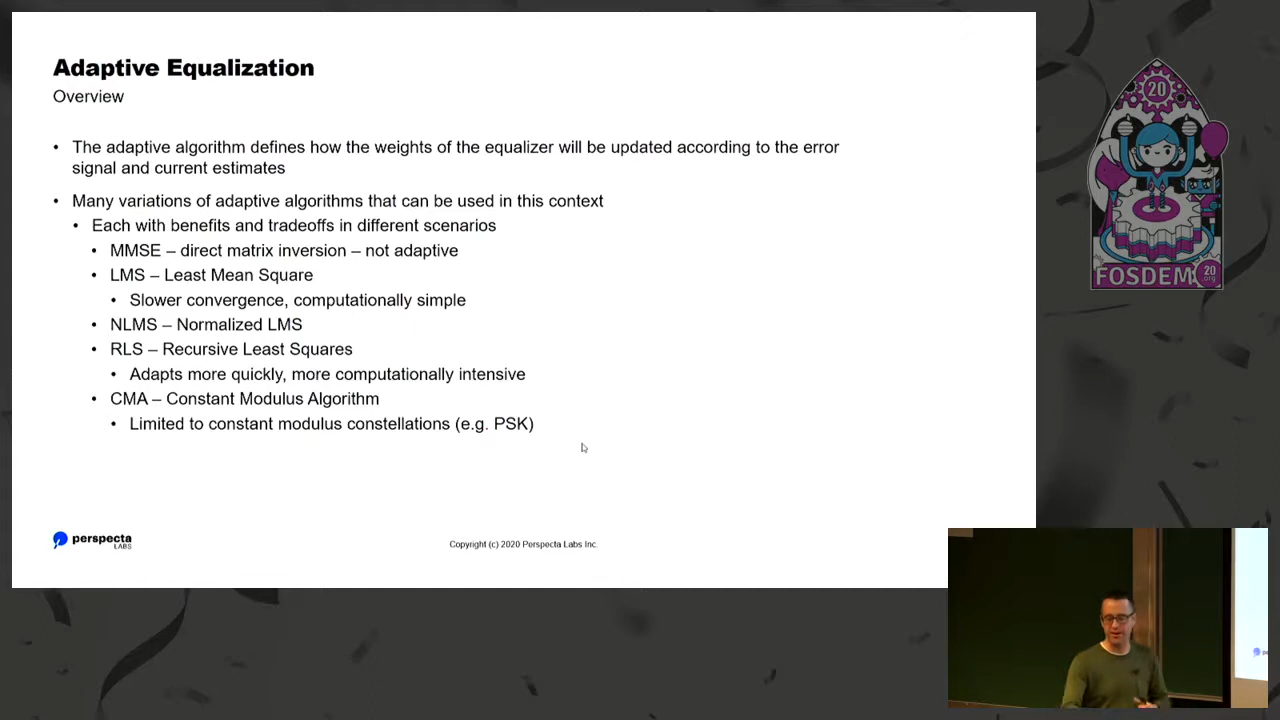 Adaptive Equalization
Overview
• The adaptive algorithm defines how the weights of the equalizer will be updated according to the error
signal and current estimates
• Many variations of adaptive algorithms that can be used in this context
• Each with benefits and tradeoffs in different scenarios
• MMSE – direct matrix inversion – not adaptive
• LMS – Least Mean Square
• Slower convergence, computationally simple
• NLMS – Normalized LMS
• RLS – Recursive Least Squares
• Adapts more quickly, more computationally intensive
• CMA – Constant Modulus Algorithm
• Limited to constant modulus constellations (e.g. PSK)
perspecta
LABS
Copyright (c) 2020 Perspecta Labs Inc.
20
FOSDEM
20
.org